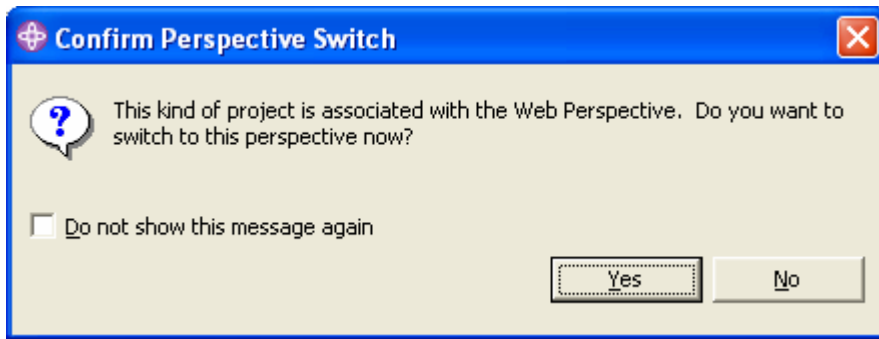 Confirm Perspective Switch
This kind of project is associated with the Web Perspective.  Do you want to
switch to this perspective now?
Do not show this message again
Yes No